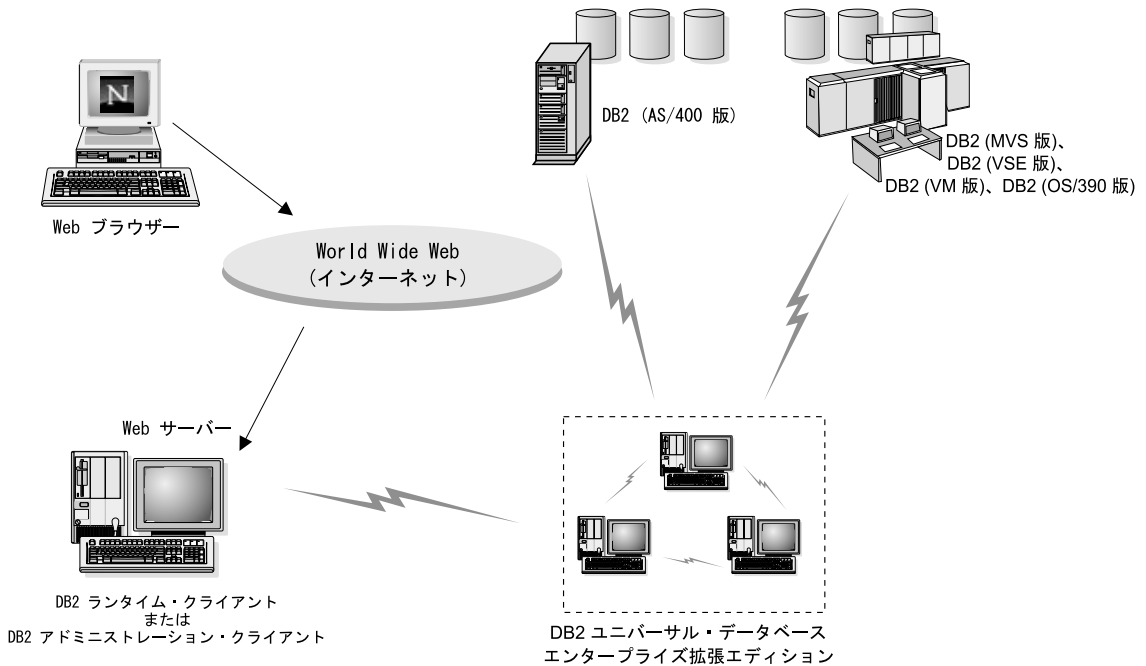 N
DB2 (AS/400 版)
DB2 (MVS 版)、
DB2 (VSE 版)、
DB2 (VM 版)、DB2 (OS/390 版)
Web ブラウザー
World Wide Web
(インターネット)
Web サーバー
DB2 ランタイム・クライアント
または
DB2 アドミニストレーション・クライアント
DB2 ユニバーサル・データベース
エンタープライズ拡張エディション